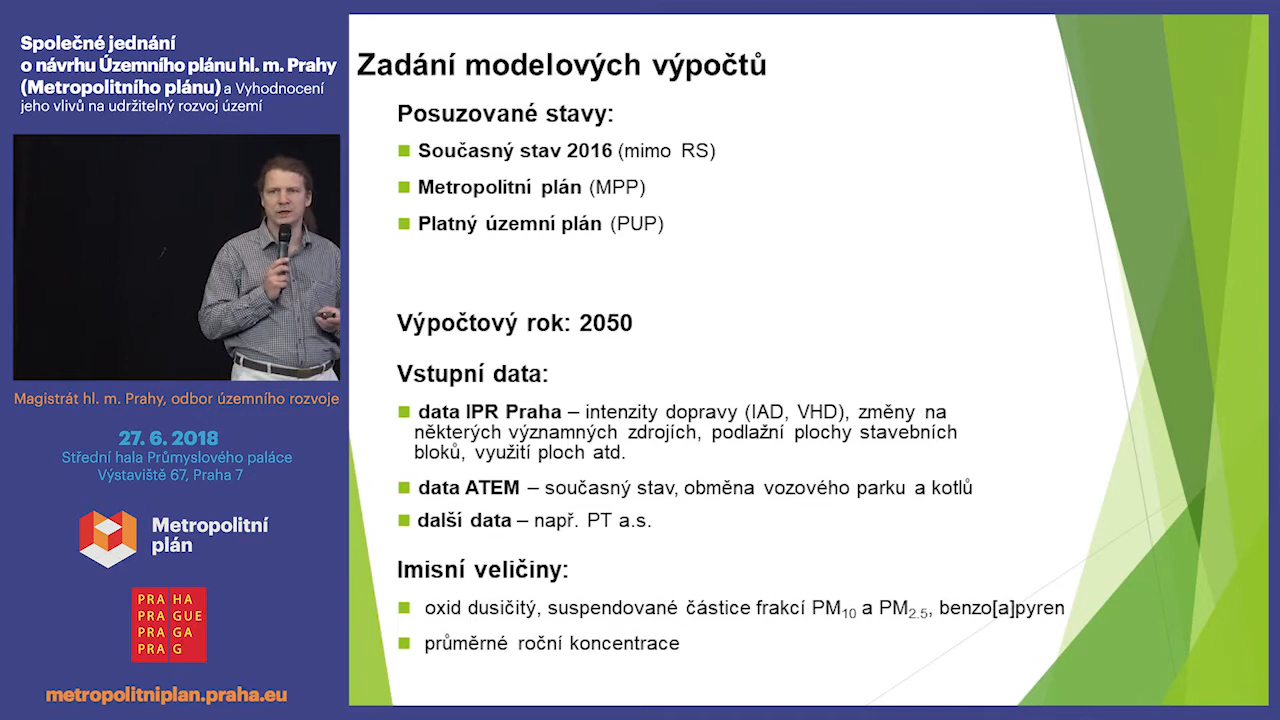 Společné jednání
o návrhu Územního plánu hl. m. Prahy
(Metropolitního plánu) a Vyhodnocení
jeho vlivů na udržitelný rozvoj území
Magistrát hl. m. Prahy, odbor územního rozvoje
27. 6. 2018
Střední hala Průmyslového paláce
Výstaviště 67, Praha 7
Metropolitní
plán
PRA HA
PRA GUE
PRA GA
PRA G
metropolitniplan.praha.eu
Zadání modelových výpočtů
Posuzované stavy:
Současný stav 2016 (mimo RS)
Metropolitní plán (MPP)
Platný územní plán (PUP)
Výpočtový rok: 2050
Vstupní data:
data IPR Praha – intenzity dopravy (IAD, VHD), změny na
některých významných zdrojích, podlažní plochy stavebních
bloků, využití ploch atd.
data ATEM – současný stav, obměna vozového parku a kotlů
další data – např. PT a.s.
Imisní veličiny:
oxid dusičitý, suspendované částice frakcí PM10 a PM2.5, benzo[a]pyren
průměrné roční koncentrace